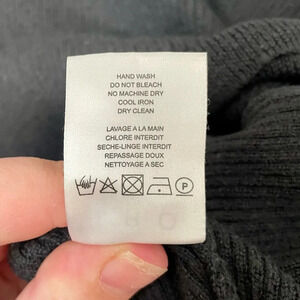 HAND WASH
DO NOT BLEACH
NO MACHINE DRY
COOL IRON
DRY CLEAN
LAVAGE A LA MAIN
CHLORE INTERDIT
SECHE-LINGE INTERDIT
REPASSAGE DOUX
NETTOYAGE A SEC
P